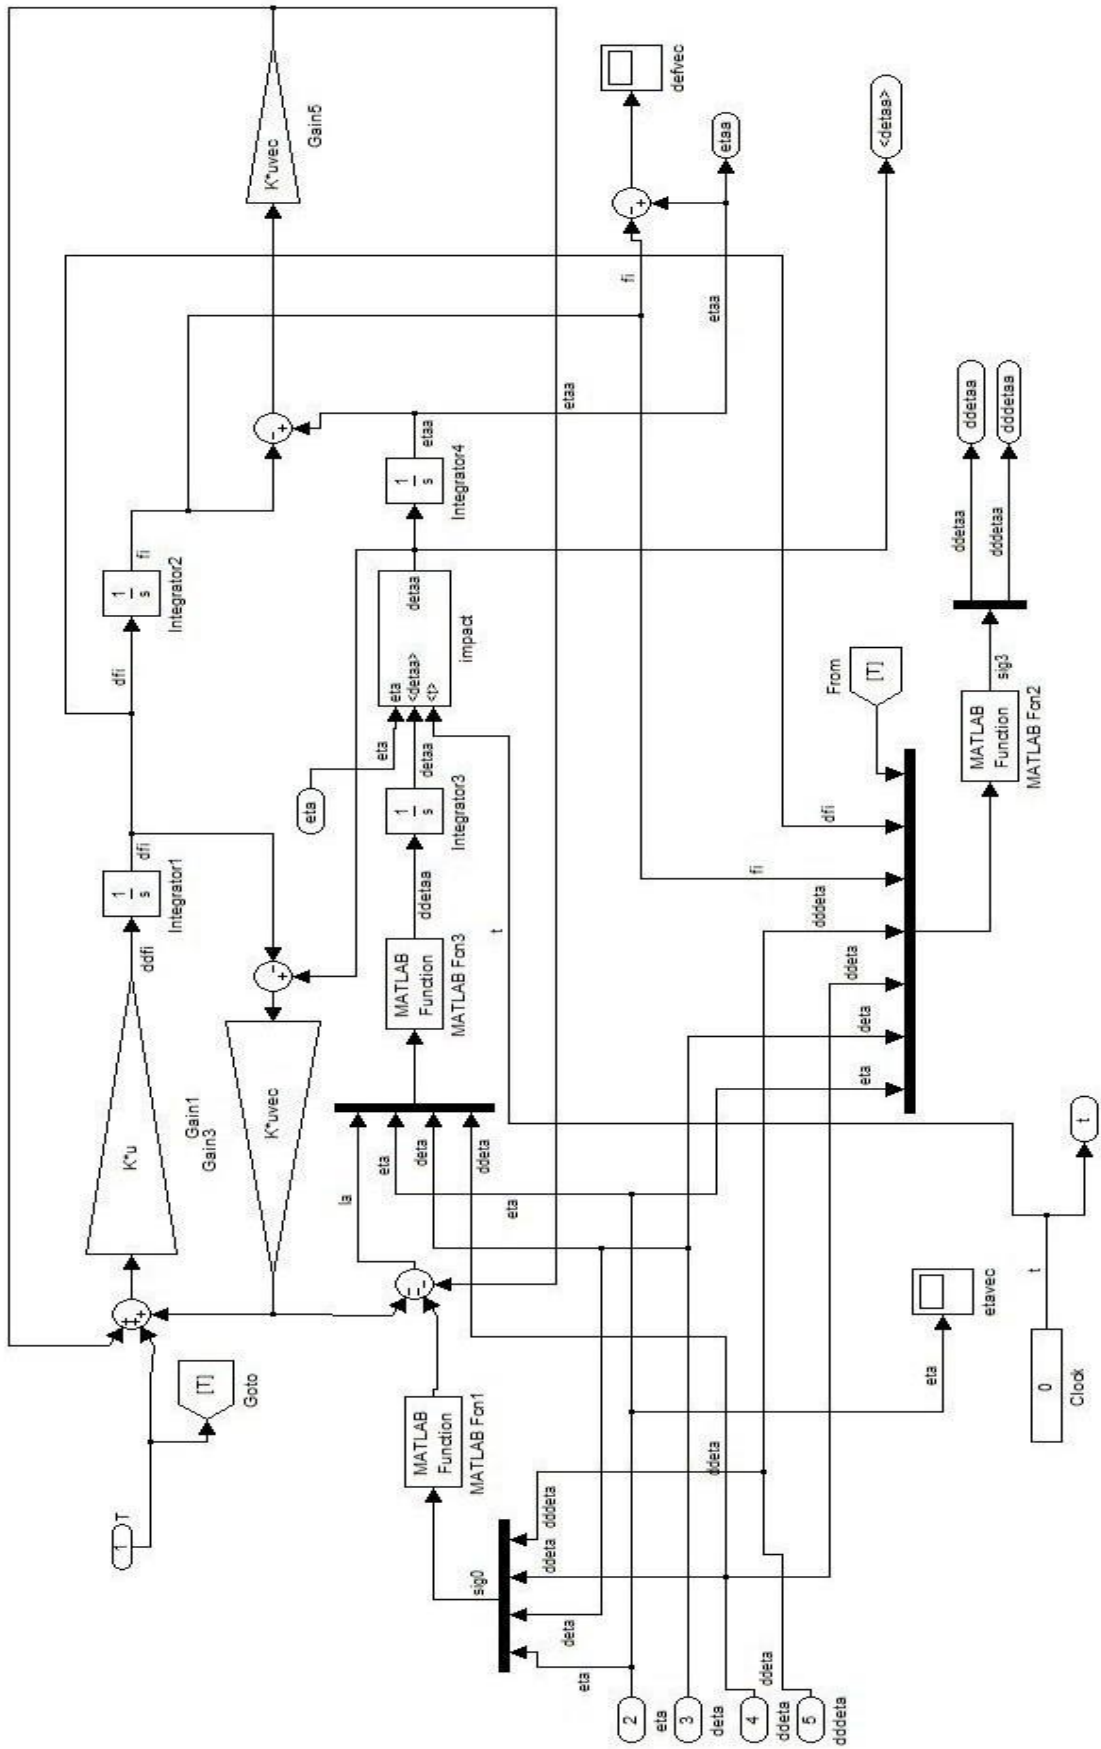 1
T
[T]
Goto
++
+
K*u
Gain1
Gain3
ddfi
1
s
Integrator1
dfi
dfi
1
s
Integrator2
fi
K*uvec
-
+
-
+
K*uvec
Gain5
eta
eta
eta
<detaa>
<t>
detaa
impact
1
s
Integrator4
etaa
etaa
la
eta
deta
ddeta
MATLAB
Function
MATLAB Fcn3
ddetaa
1
s
Integrator3
detaa
MATLAB
Function
MATLAB Fcn1
sig0
eta
deta
ddeta
dddeta
eta
t
fi
-
+
defvec
etaa
etaa
<detaa>
2
eta
3
deta
4
ddeta
5
dddeta
ddeta
ddeta
eta
etavec
eta
deta
ddeta
dddeta
fi
dfi
From
[T]
MATLAB
Function
MATLAB Fcn2
sig3
ddetaa
dddetaa
ddetaa
dddetaa
0
Clock
t
t